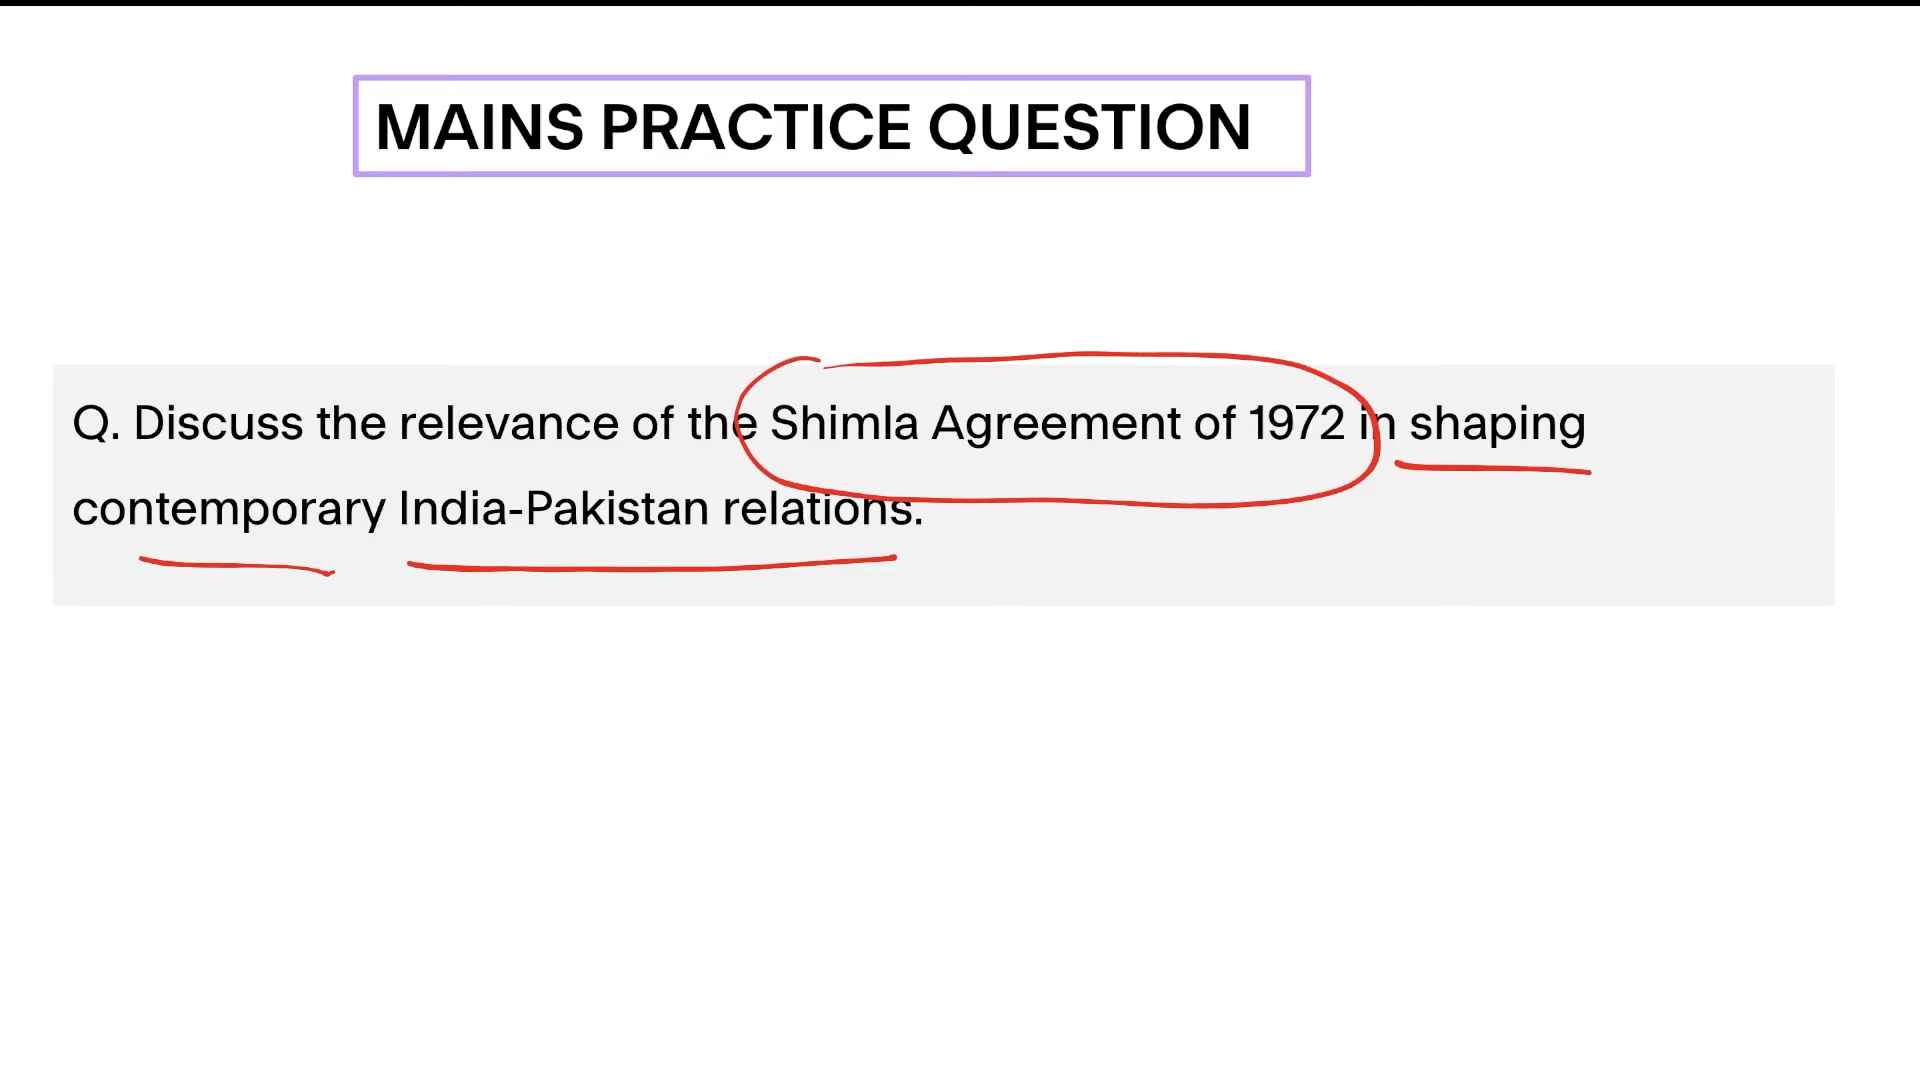 MAINS PRACTICE QUESTION
Q. Discuss the relevance of the Shimla Agreement of 1972 in shaping
contemporary India-Pakistan relations.